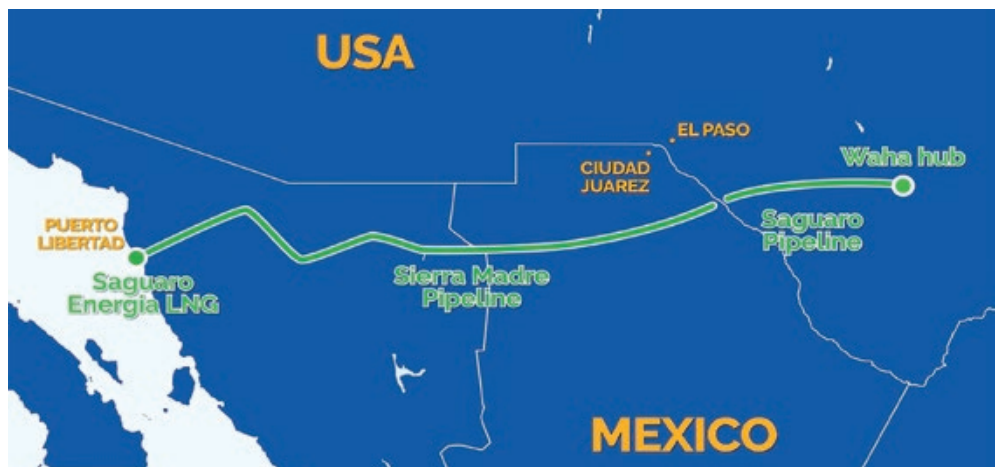 USA
EL PASO
CIUDAD
JUAREZ
Waha hub
PUERTO
LIBERTAD
Saguaro
Pipeline
Saguaro
Energia LNG
Sierra Madre
Pipeline
MEXICO